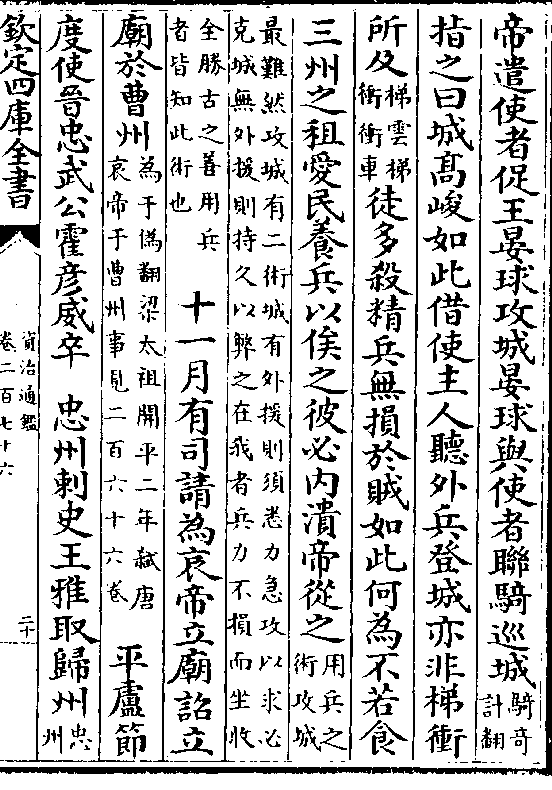 帝遣使者促王晏球攻城晏球與使者聯騎巡城騎奇計翻
指之曰城髙峻如此借使主人聽外兵登城亦非梯衝
所及梯雲梯衝衝車徒多殺精兵無損於賊如此何為不若食
三州之租愛民養兵以俟之彼必内潰帝從之用兵之術攻城
最難然攻城有二術城有外援則須悉力急攻以求必
克城無外援則持久以弊之在我者兵力不損而坐收
全勝古之善用兵者皆知此術也 十一月有司請為哀帝立廟詔立
廟於曹州為于偽翻梁太祖開平二年弑唐哀帝于曹州事見二百六十六卷 平盧節
度使晉忠武公霍彦威卒 忠州刺史王雅取歸州忠州
欽定四庫全書
資治通鑑
卷二百七十六
二十